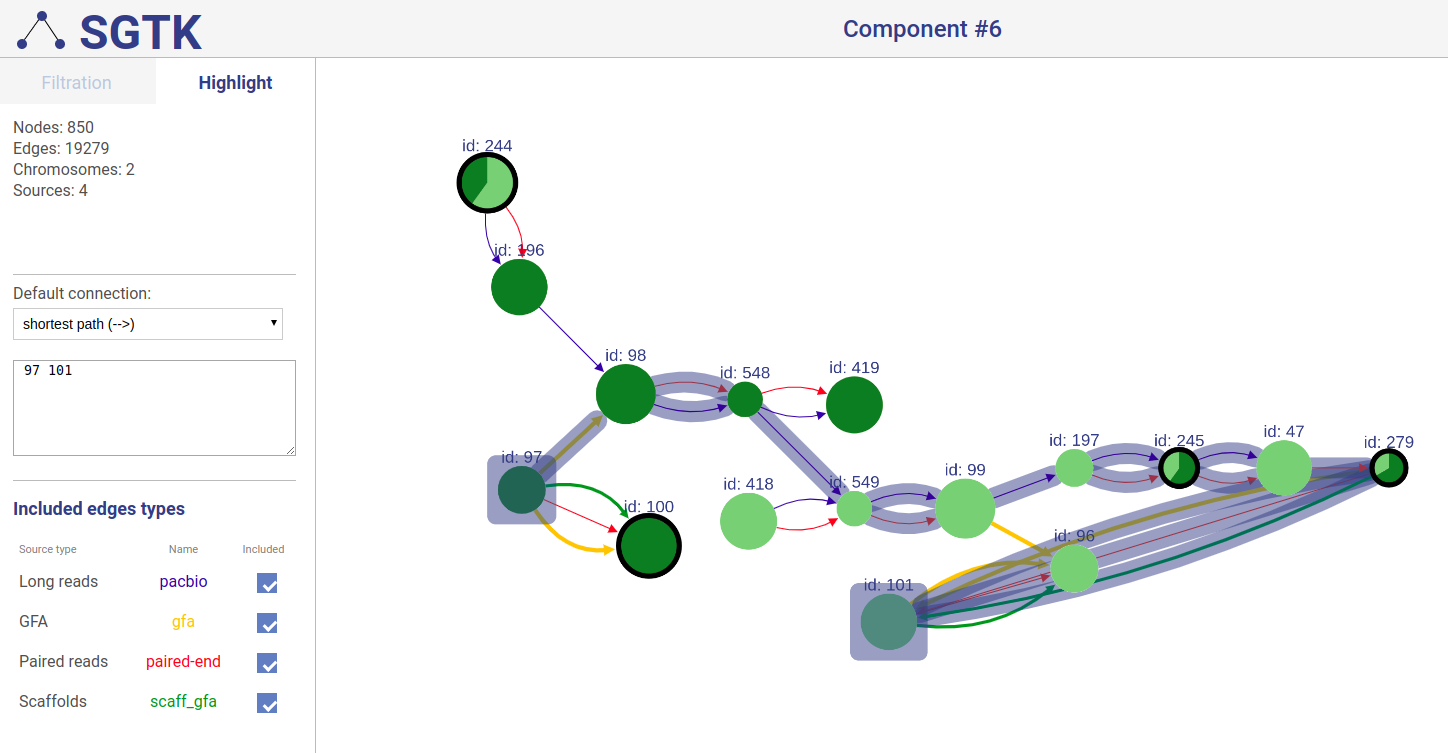 SGTK
Component #6
Filtration
Highlight
Nodes: 850
Edges: 19279
Chromosomes: 2
Sources: 4
Default connection:
shortest path (-->)
97 101
Included edges types
Source type Name Included
Long reads pacbio
GFA gfa
Paired reads paired-end
Scaffolds scaff_gfa
id: 244
id: 196
id: 98
id: 548
id: 419
id: 97
id: 100
id: 418
id: 549
id: 99
id: 197
id: 245
id: 47
id: 279
id: 96
id: 101